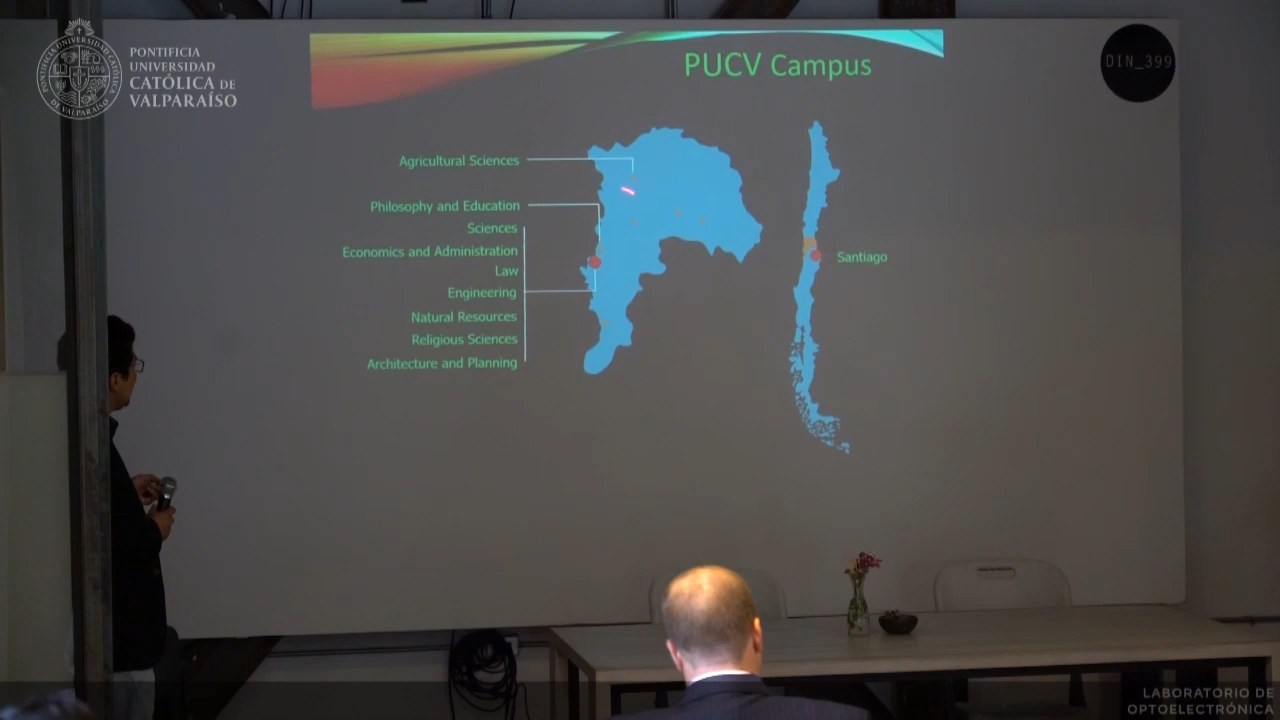 PONTIFICIA
UNIVERSIDAD
CATÓLICA DE
VALPARAÍSO
DIN_399
PUCV Campus
Agricultural Sciences
Philosophy and Education
Sciences
Economics and Administration
Law
Engineering
Natural Resources
Religious Sciences
Architecture and Planning
Santiago
LABORATORIO DE
OPTOELECTRÓNICA